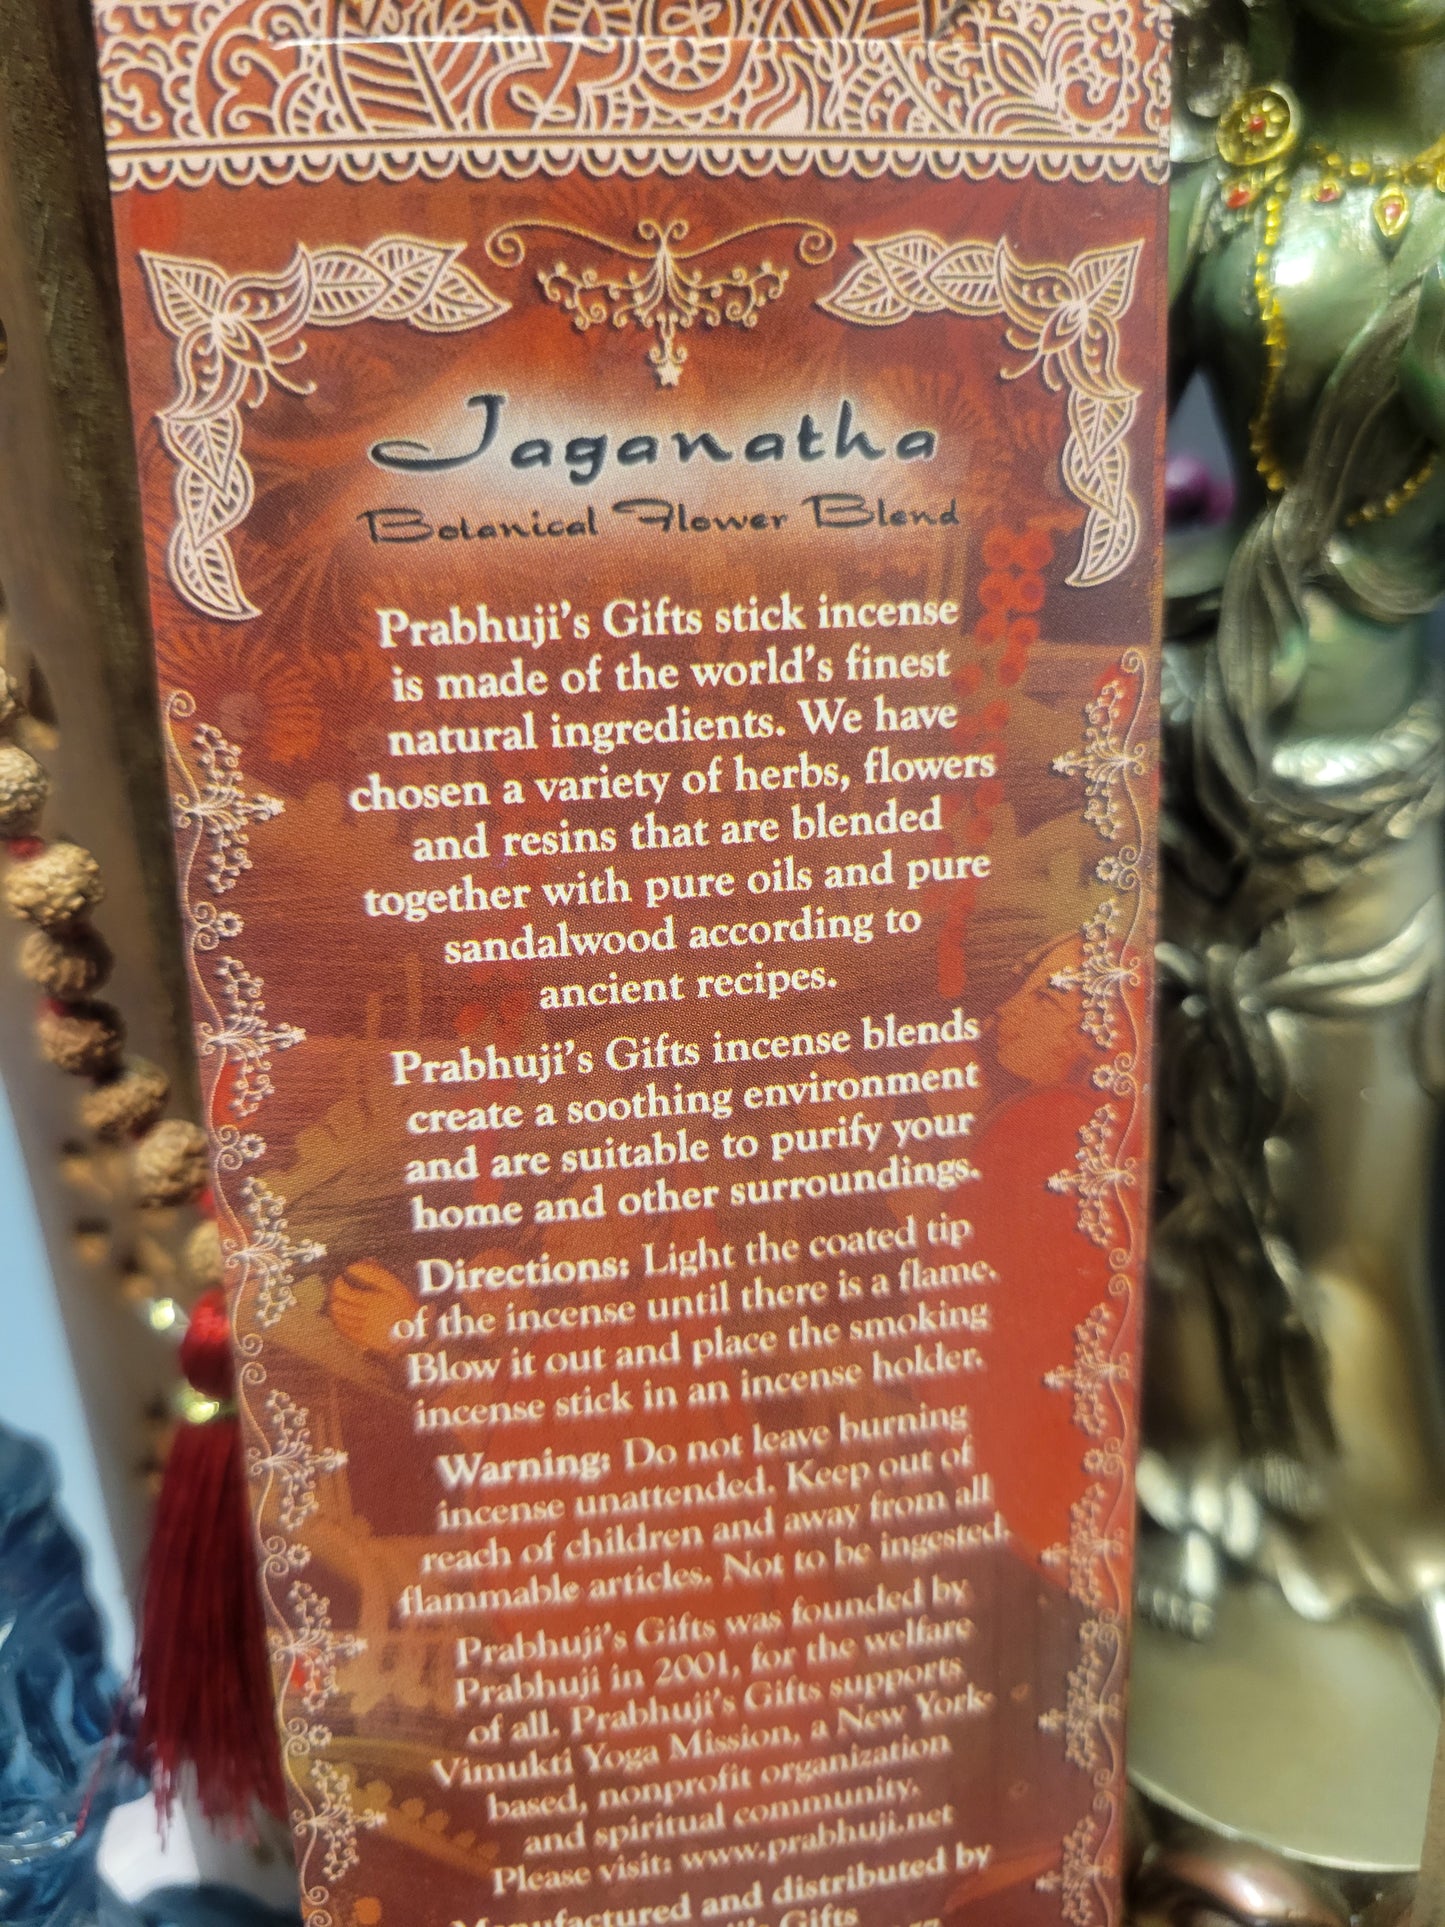 Jaganatha
Botanical Flower Blend
Prabhuji's Gifts stick incense
is made of the world's finest
natural ingredients. We have
chosen a variety of herbs, flowers
and resins that are blended
together with pure oils and pure
sandalwood according to
ancient recipes.
Prabhuji's Gifts incense blends
create a soothing environment
and are suitable to purify your
home and other surroundings.
Directions: Light the coated tip
of the incense until there is a flame.
Blow it out and place the smoking
incense stick in an incense holder.
Warning: Do not leave burning
incense unattended. Keep out of
reach of children and away from all
flammable articles. Not to be ingested.
Prabhuji's Gifts was founded by
Prabhuji in 2001, for the welfare
of all. Prabhuji's Gifts supports
Vimukti Yoga Mission, a New York-
based, nonprofit organization
and spiritual community.
Please visit: www.prabhuji.net
Manufactured and distributed by
Gifts